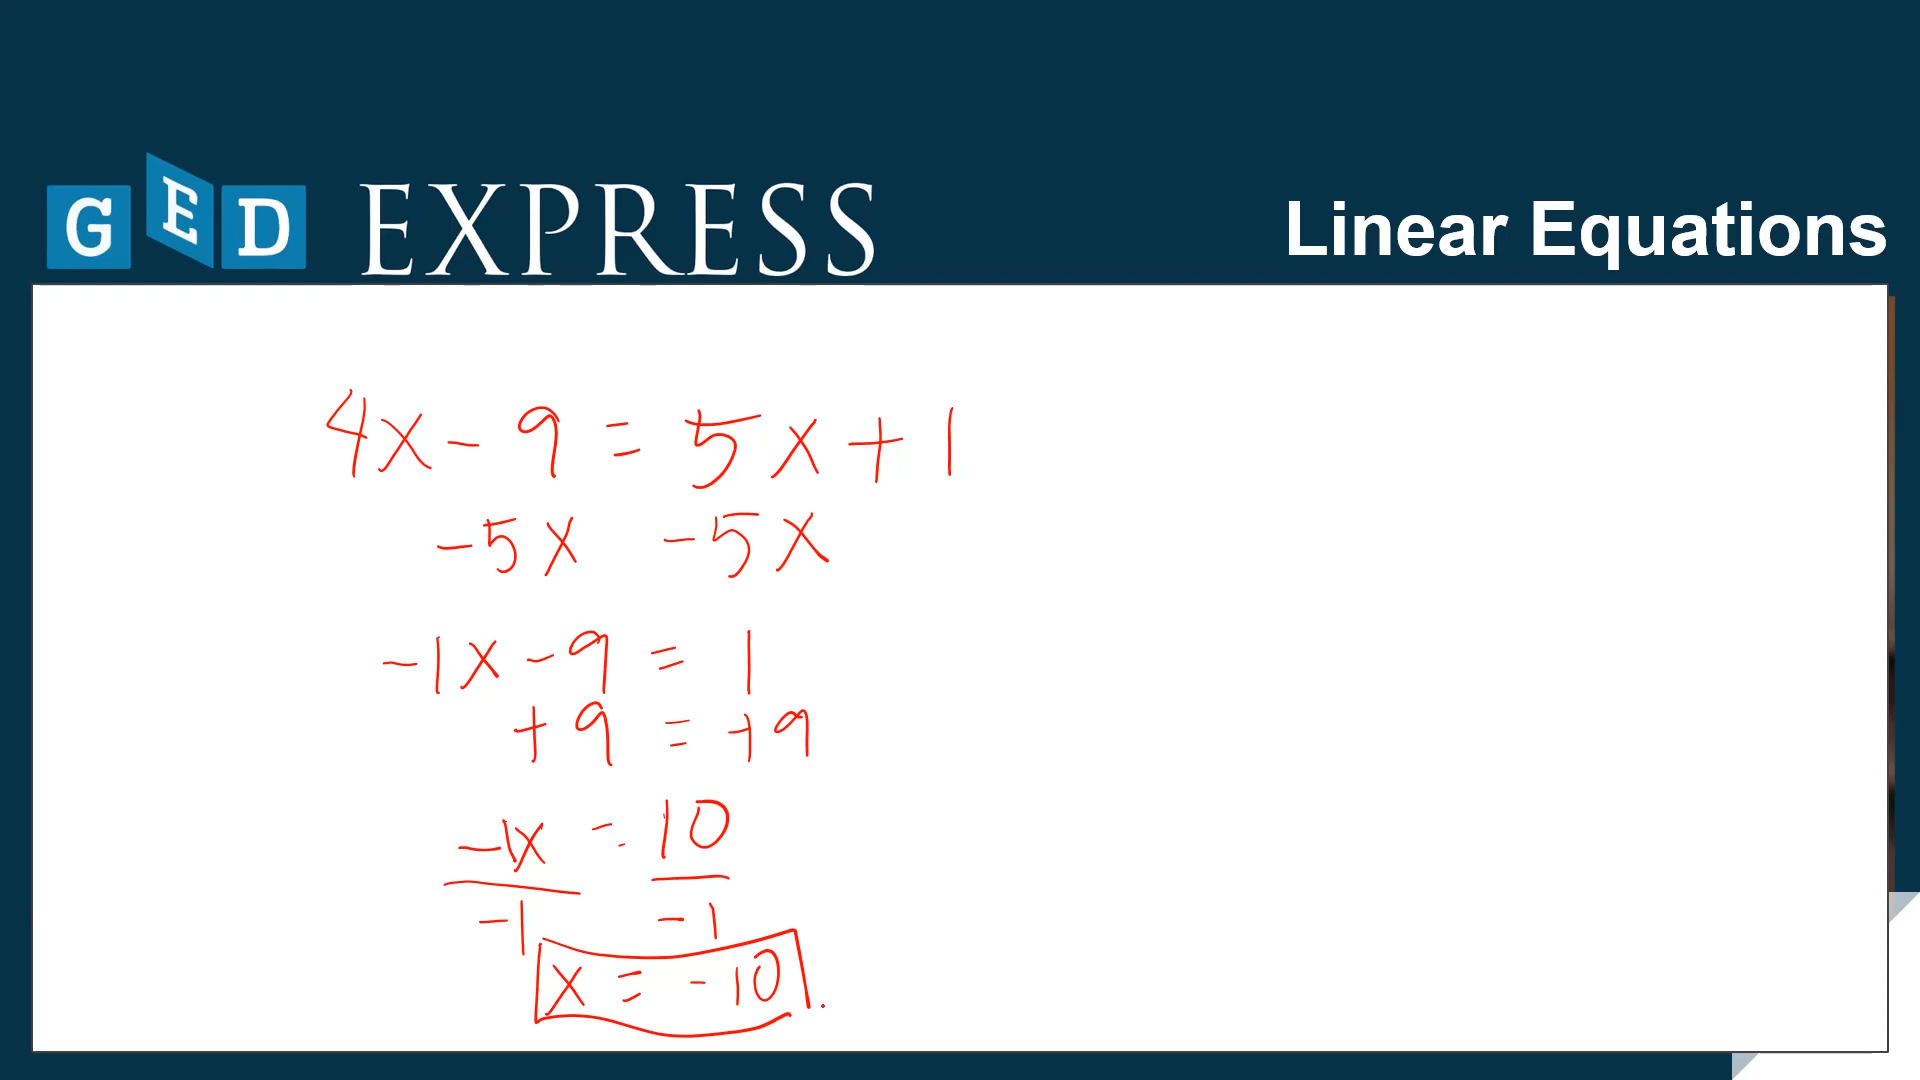 GED EXPRESS
Linear Equations
4x - 9 = 5x + 1
-5x -5x
-1x - 9 = 1
+9 = +9
-1x = 10
-1 -1
x = -10.